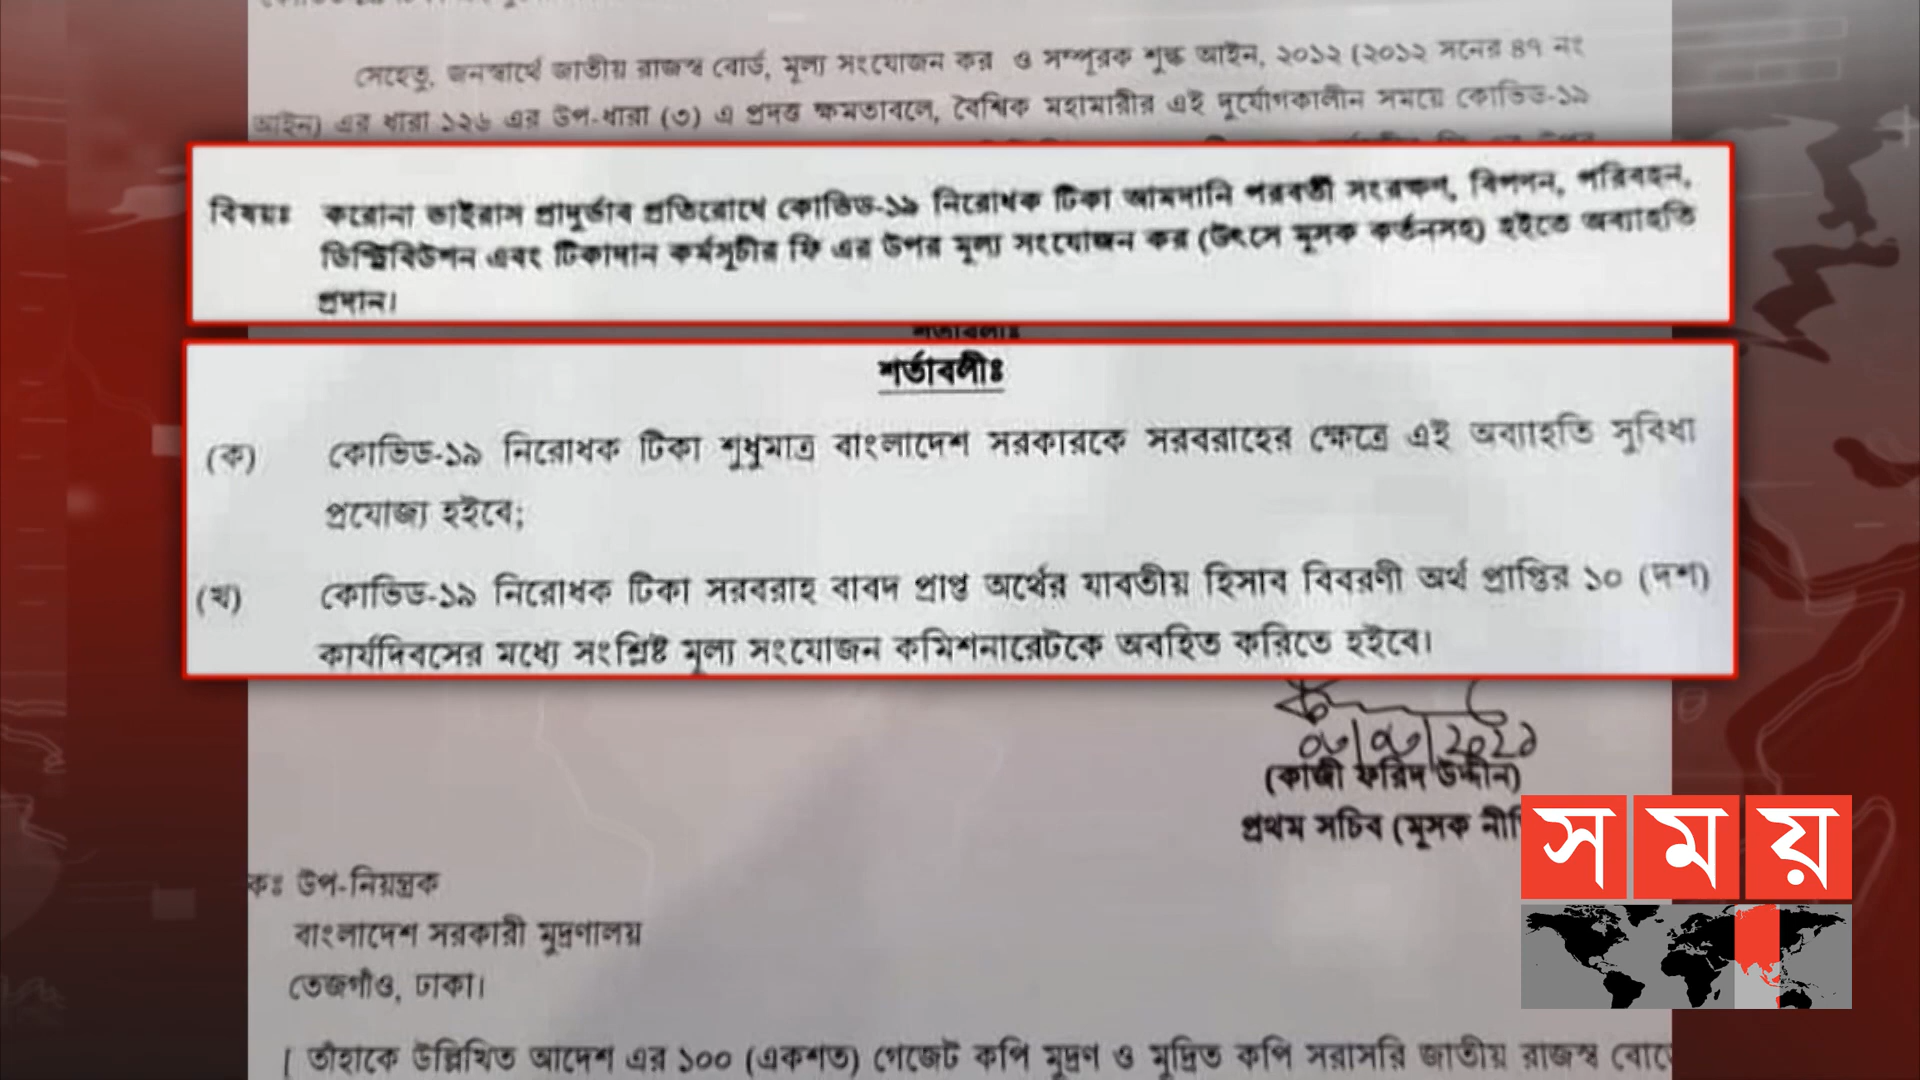 সেহেতু, জনস্বার্থে জাতীয় রাজস্ব বোর্ড, মূল্য সংযোজন কর ও সম্পূরক শুল্ক আইন, ২০১২ (২০১২ সনের ৪৭ নং
আইন) এর ধারা ১২৬ এর উপ-ধারা (৩) এ প্রদত্ত ক্ষমতাবলে, বৈশ্বিক মহামারীর এই দুর্যোগকালীন সময়ে কোভিড-১৯
বিষয়ঃ করোনা ভাইরাস প্রাদুর্ভাব প্রতিরোধে কোভিড-১৯ নিরোধক টিকা আমদানি পরবর্তী সংরক্ষণ, বিপণন, পরিবহন,
ডিস্ট্রিবিউশন এবং টিকাদান কর্মসূচীর ফি এর উপর মূল্য সংযোজন কর (উৎসে মূসক কর্তনসহ) হইতে অব্যাহতি
প্রদান।
শর্তাবলীঃ
(ক) কোভিড-১৯ নিরোধক টিকা শুধুমাত্র বাংলাদেশ সরকারকে সরবরাহের ক্ষেত্রে এই অব্যাহতি সুবিধা
প্রযোজ্য হইবে;
(খ) কোভিড-১৯ নিরোধক টিকা সরবরাহ বাবদ প্রাপ্ত অর্থের যাবতীয় হিসাব বিবরণী অর্থ প্রাপ্তির ১০ (দশ)
কার্যদিবসের মধ্যে সংশ্লিষ্ট মূল্য সংযোজন কমিশনারেটকে অবহিত করিতে হইবে।
(কাজী ফরিদ উদ্দীন)
প্রথম সচিব (মূসক
সময়
কঃ উপ-নিয়ন্ত্রক
বাংলাদেশ সরকারী মুদ্রণালয়
তেজগাঁও, ঢাকা।
[ তাঁহাকে উল্লিখিত আদেশ এর ১০০ (একশত) গেজেট কপি মুদ্রণ ও মুদ্রিত কপি সরাসরি জাতীয় রাজস্ব